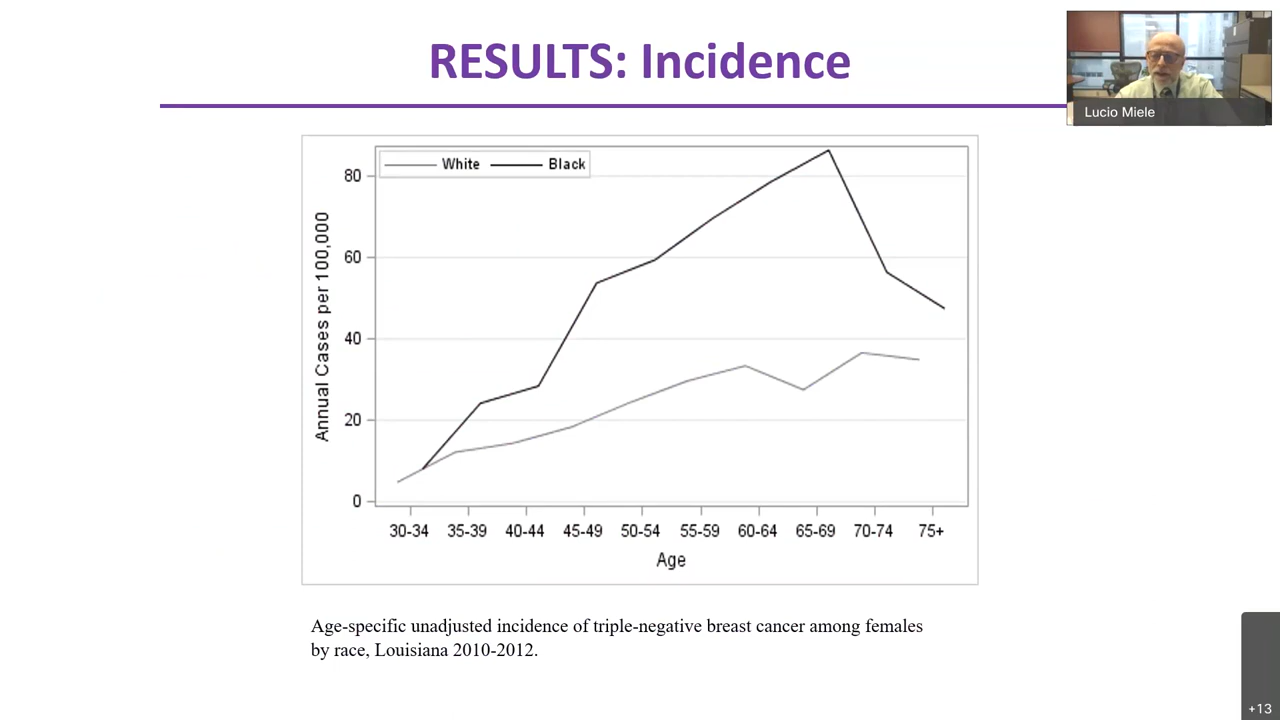 RESULTS: Incidence
Lucio Miele
White Black
80
60
40
20
0
Annual Cases per 100,000
30-34 35-39 40-44 45-49 50-54 55-59 60-64 65-69 70-74 75+
Age
Age-specific unadjusted incidence of triple-negative breast cancer among females
by race, Louisiana 2010-2012.
+13